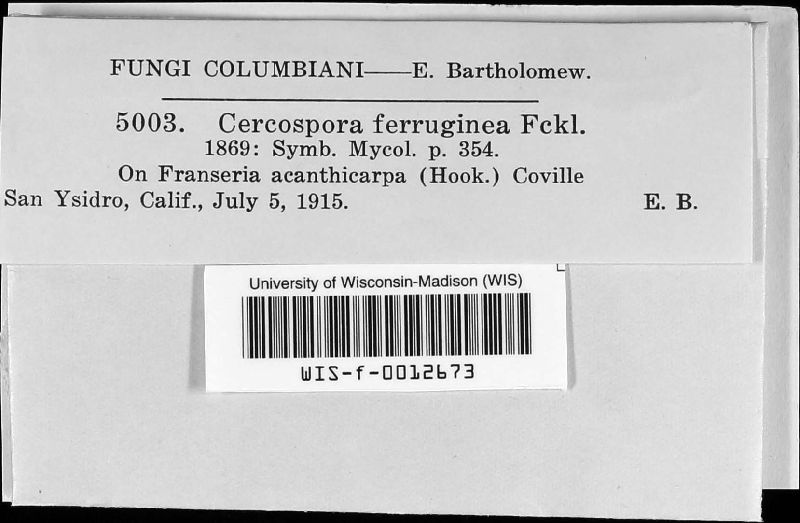 FUNGI COLUMBIANI——E. Bartholomew.
5003. Cercospora ferruginea Fckl.
1869: Symb. Mycol. p. 354.
On Franseria acanthicarpa (Hook.) Coville
San Ysidro, Calif., July 5, 1915. E. B.
University of Wisconsin-Madison (WIS)
WIS-f-0012673